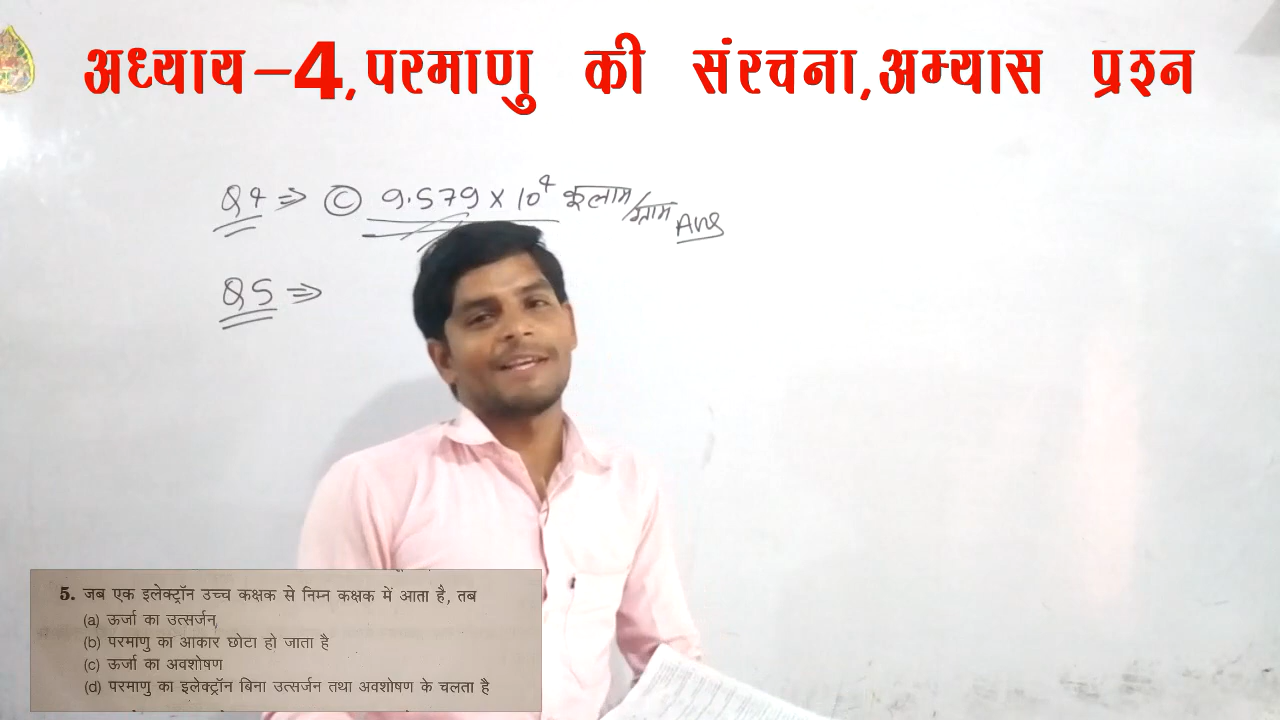 अध्याय–4,परमाणु की संरचना,अभ्यास प्रश्न
Q4 ⇒ (C) 9.579 × 10⁴ कूलाम/ग्राम Ans
Q5 ⇒
5. जब एक इलेक्ट्रॉन उच्च कक्षक से निम्न कक्षक में आता है, तब
(a) ऊर्जा का उत्सर्जन,
(b) परमाणु का आकार छोटा हो जाता है
(c) ऊर्जा का अवशोषण
(d) परमाणु का इलेक्ट्रॉन बिना उत्सर्जन तथा अवशोषण के चलता है